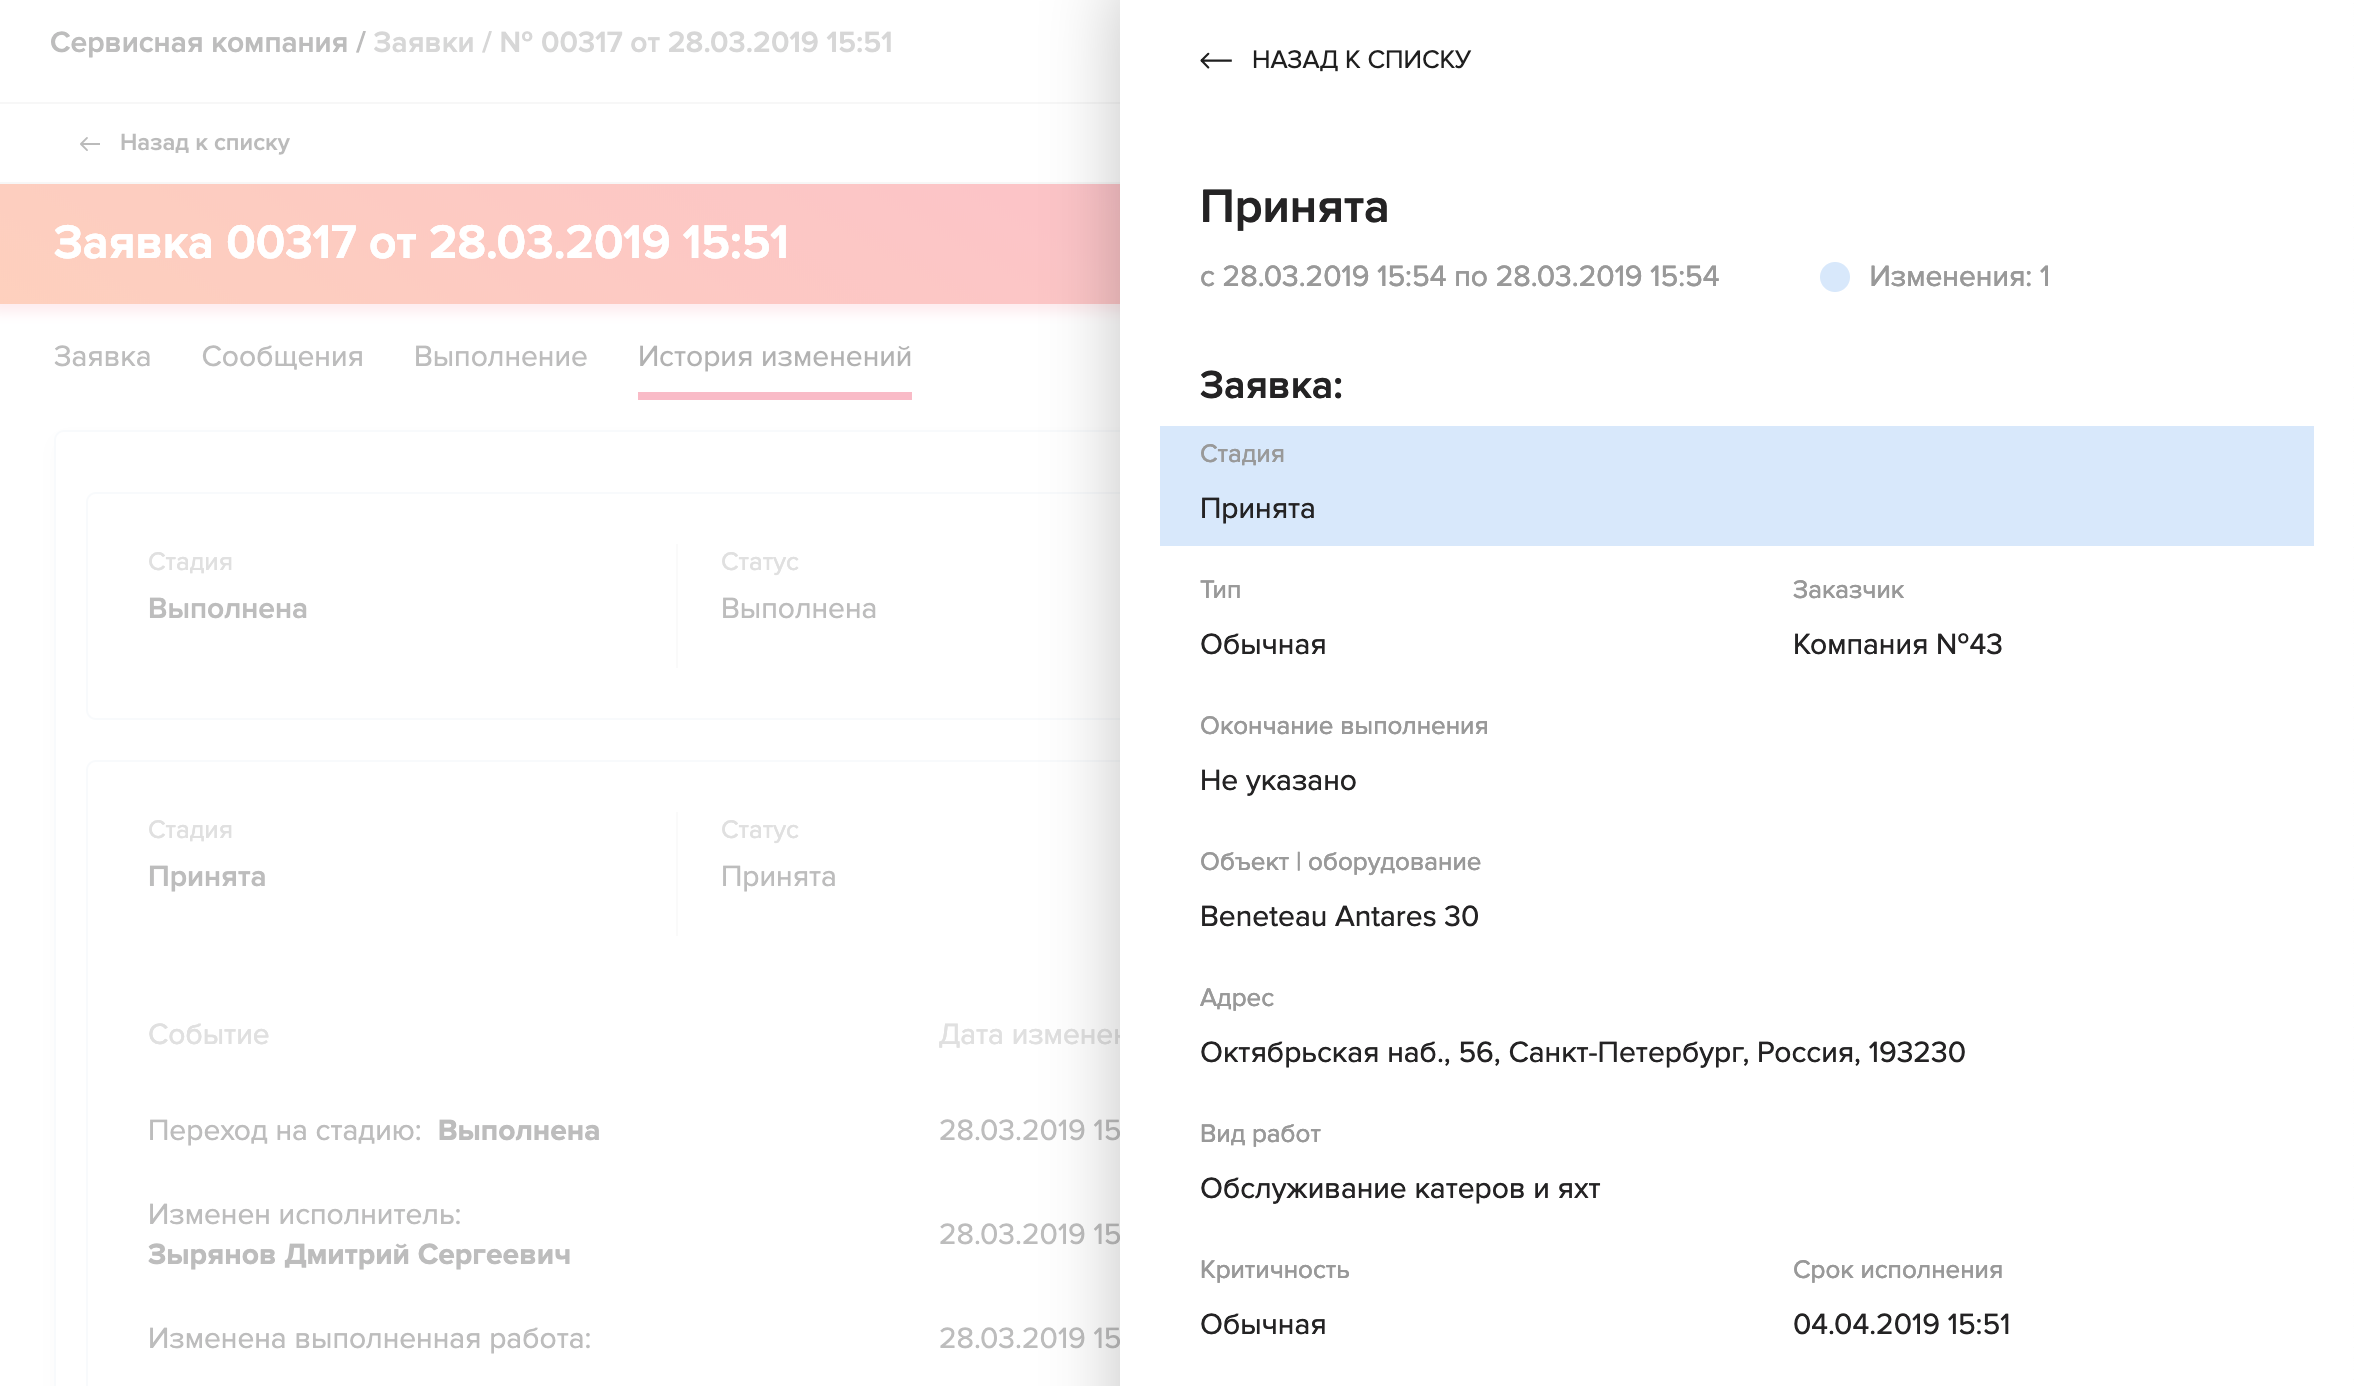 Сервисная компания / Заявки / № 00317 от 28.03.2019 15:51
Назад к списку
Заявка 00317 от 28.03.2019 15:51
Заявка Сообщения Выполнение История изменений
Стадия Статус
Выполнена Выполнена
Стадия Статус
Принята Принята
Событие Дата изменен
Переход на стадию: Выполнена 28.03.2019 15
Изменен исполнитель:
Зырянов Дмитрий Сергеевич 28.03.2019 15
Изменена выполненная работа: 28.03.2019 15
НАЗАД К СПИСКУ
Принята
с 28.03.2019 15:54 по 28.03.2019 15:54 Изменения: 1
Заявка:
Стадия
Принята
Тип Заказчик
Обычная Компания №43
Окончание выполнения
Не указано
Объект | оборудование
Beneteau Antares 30
Адрес
Октябрьская наб., 56, Санкт-Петербург, Россия, 193230
Вид работ
Обслуживание катеров и яхт
Критичность Срок исполнения
Обычная 04.04.2019 15:51